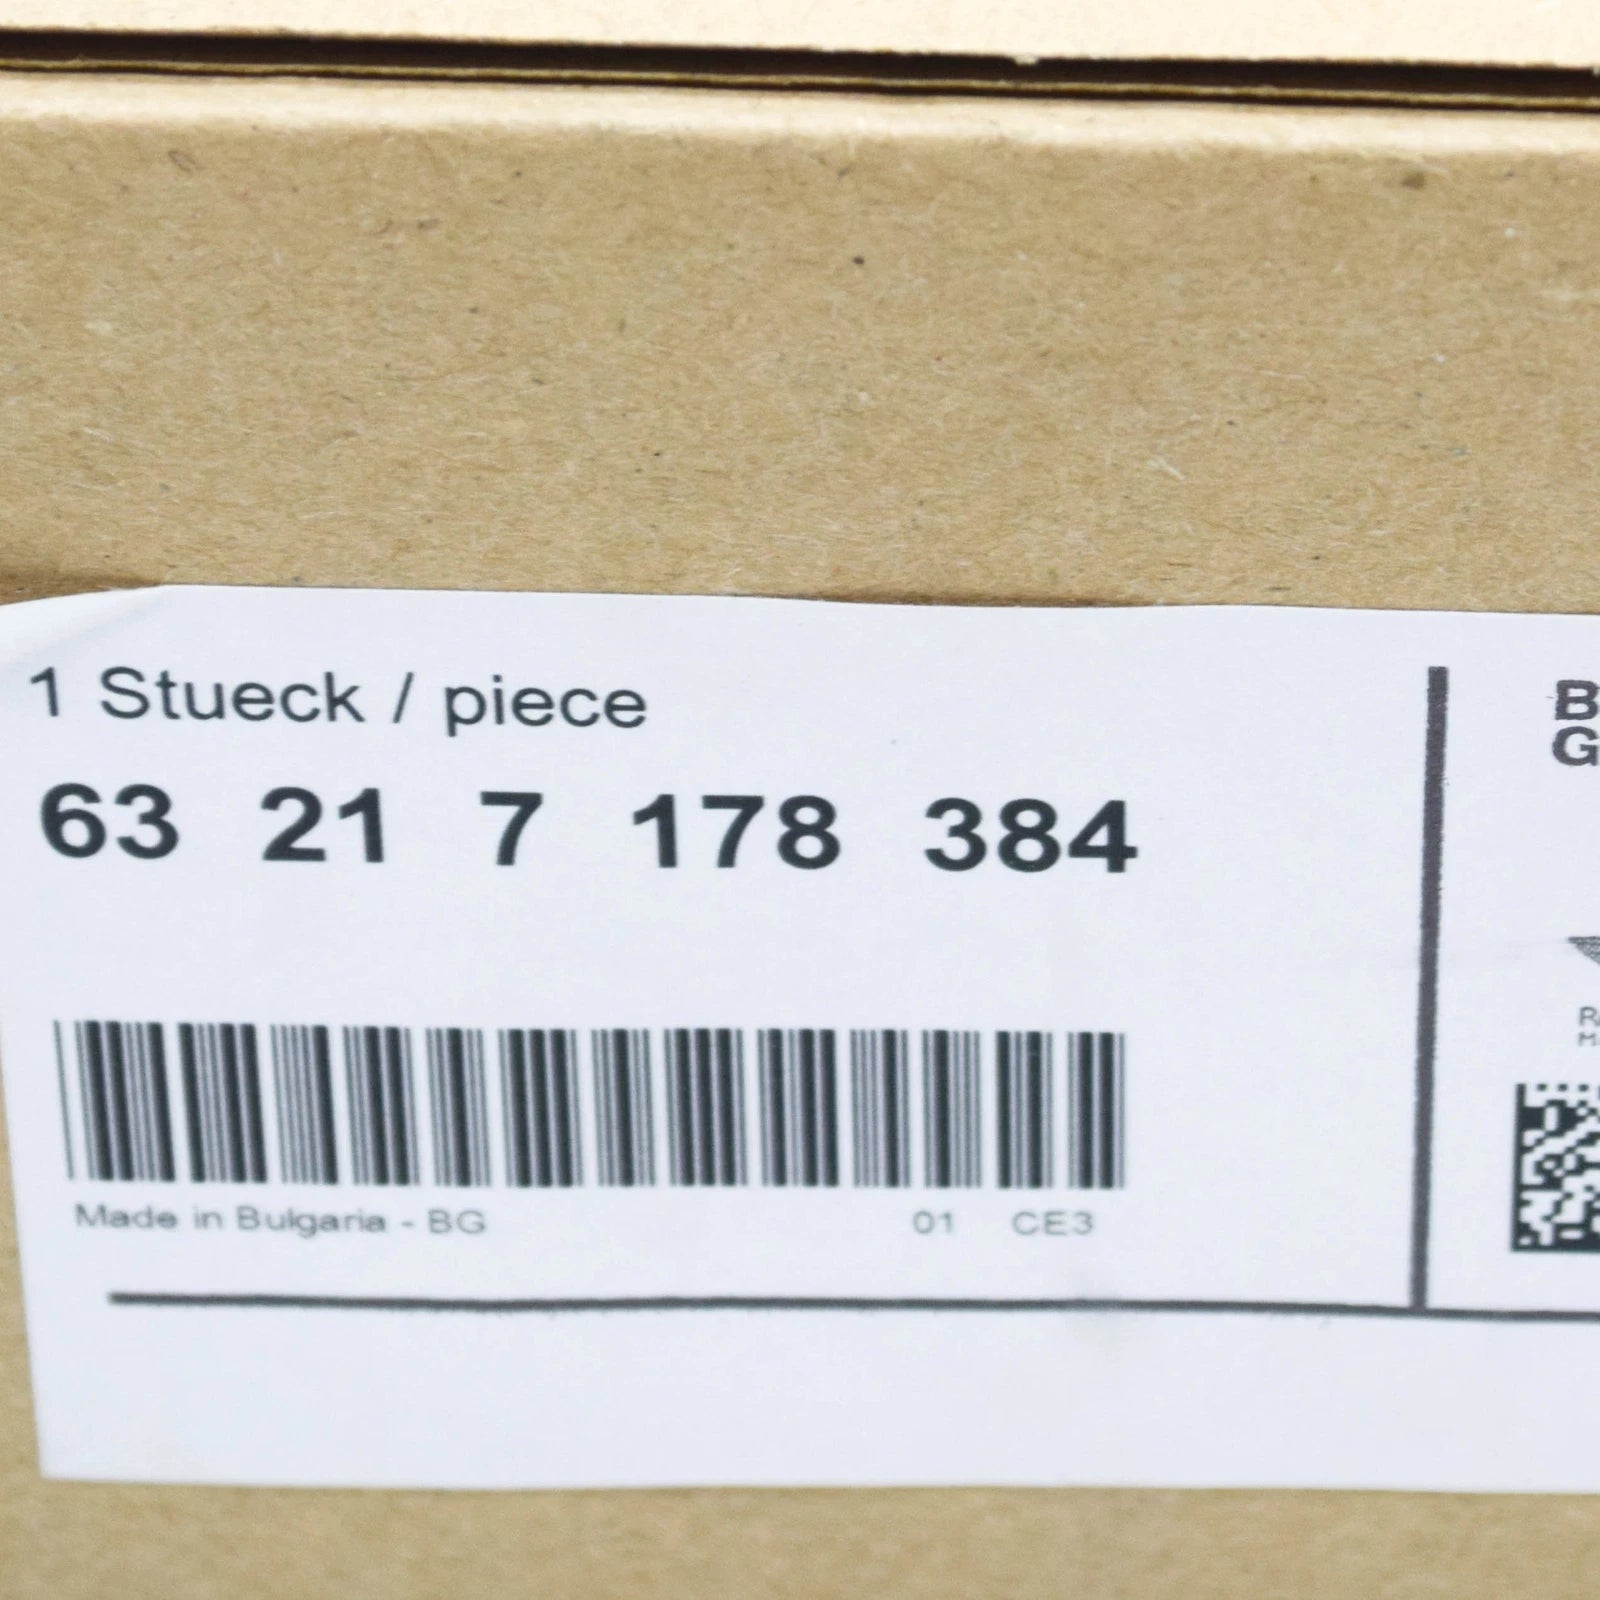 1 Stueck / piece
63 21 7 178 384
Made in Bulgaria - BG 01 CE3